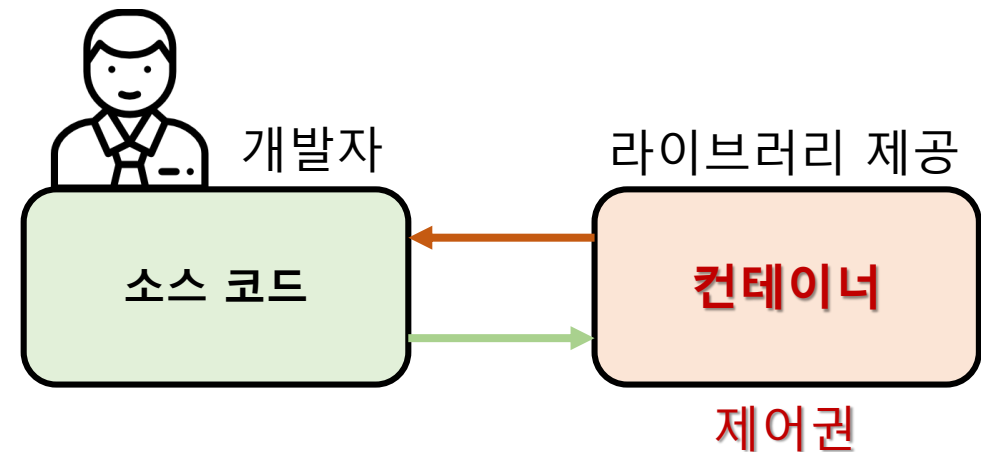 개발자
라이브러리 제공
소스 코드
컨테이너
제어권